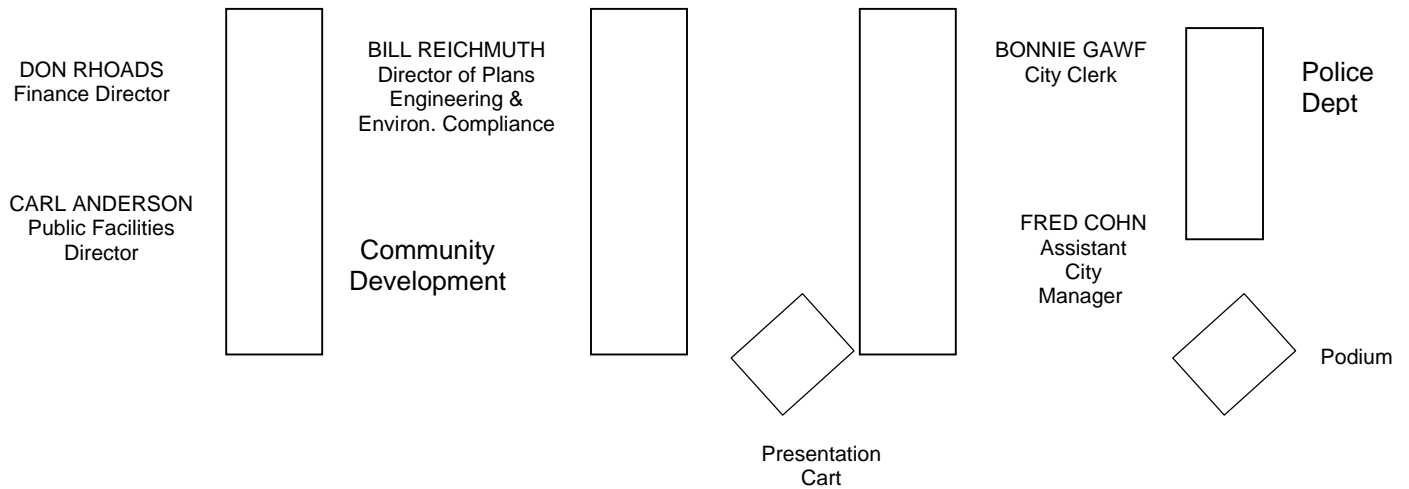 DON RHOADS
Finance Director
CARL ANDERSON
Public Facilities
Director
BILL REICHMUTH
Director of Plans
Engineering &
Environ. Compliance
Community
Development
BONNIE GAWF
City Clerk
FRED COHN
Assistant
City
Manager
Police
Dept
Podium
Presentation
Cart